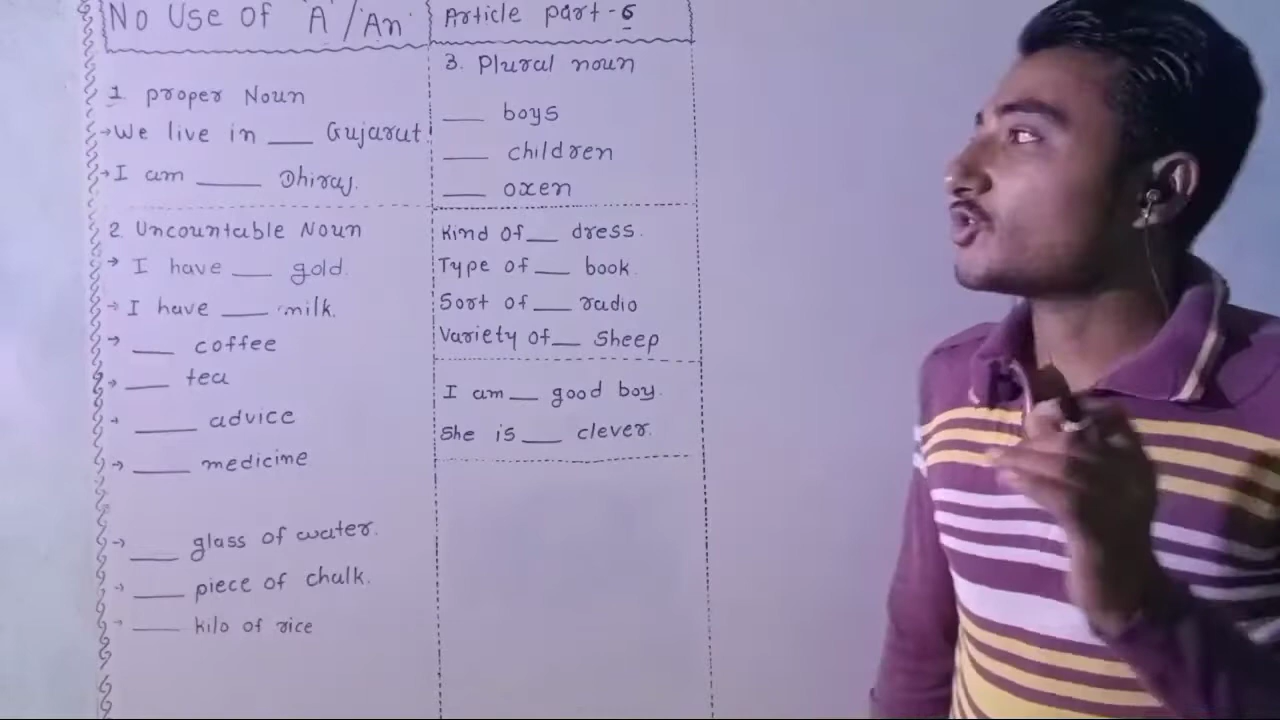 No Use of 'A'/'An'
1 proper Noun
→We live in ___ Gujarat.
→I am ___ Dhiraj.
2 Uncountable Noun
→ I have ___ gold.
→ I have ___ milk.
→ ___ coffee
→ ___ tea
→ ___ advice
→ ___ medicine
→ ___ glass of water.
→ ___ piece of chalk.
→ ___ kilo of rice
Article part-6
3. Plural noun
___ boys
___ children
___ oxen
Kind of ___ dress.
Type of ___ book.
Sort of ___ radio
Variety of ___ Sheep
I am ___ good boy.
She is ___ clever.